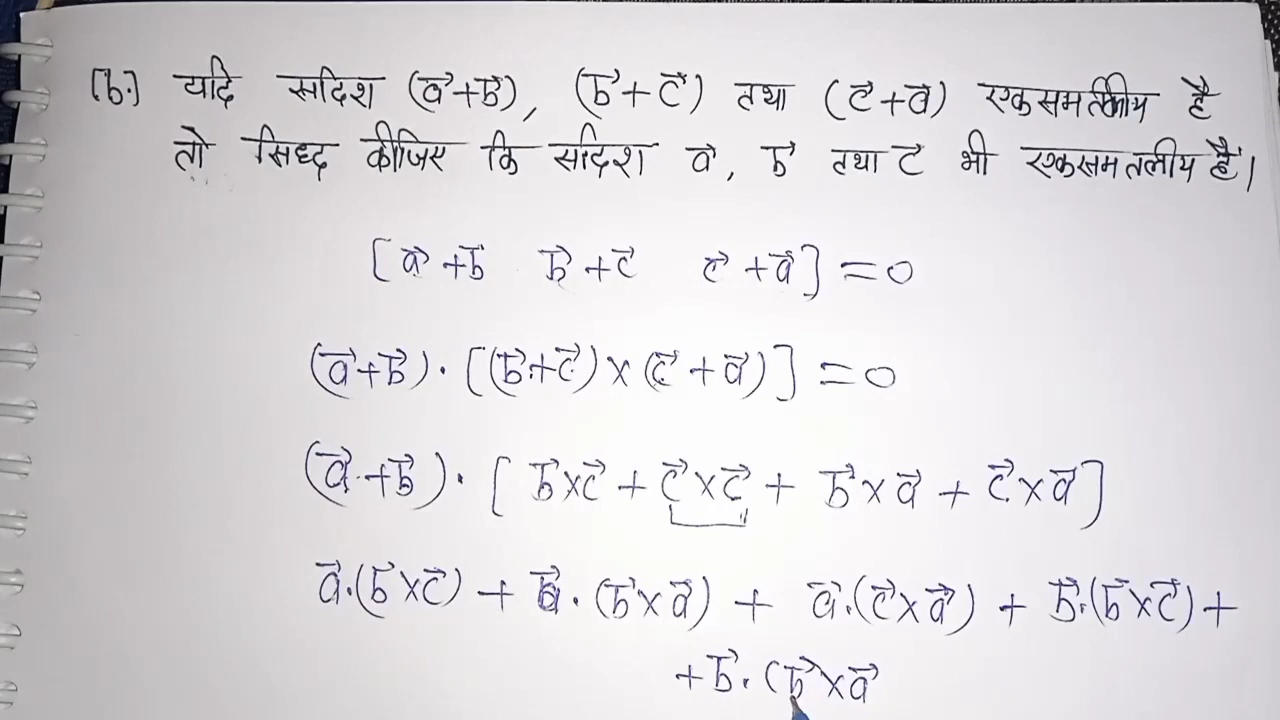 (b.) यदि सदिश (a⃗+b⃗), (b⃗+c⃗) तथा (c⃗+a⃗) एकसमतलीय है
तो सिध्द कीजिए कि सदिश a⃗, b⃗ तथा c⃗ भी एकसमतलीय हैं।
[a⃗+b⃗ b⃗+c⃗ c⃗+a⃗]=0
(a⃗+b⃗)·[(b⃗+c⃗)×(c⃗+a⃗)]=0
(a⃗+b⃗)·[b⃗×c⃗+c⃗×c⃗+b⃗×a⃗+c⃗×a⃗]
a⃗·(b⃗×c⃗)+a⃗·(b⃗×a⃗)+a⃗·(c⃗×a⃗)+b⃗·(b⃗×c⃗)+
+b⃗·(b⃗×a⃗